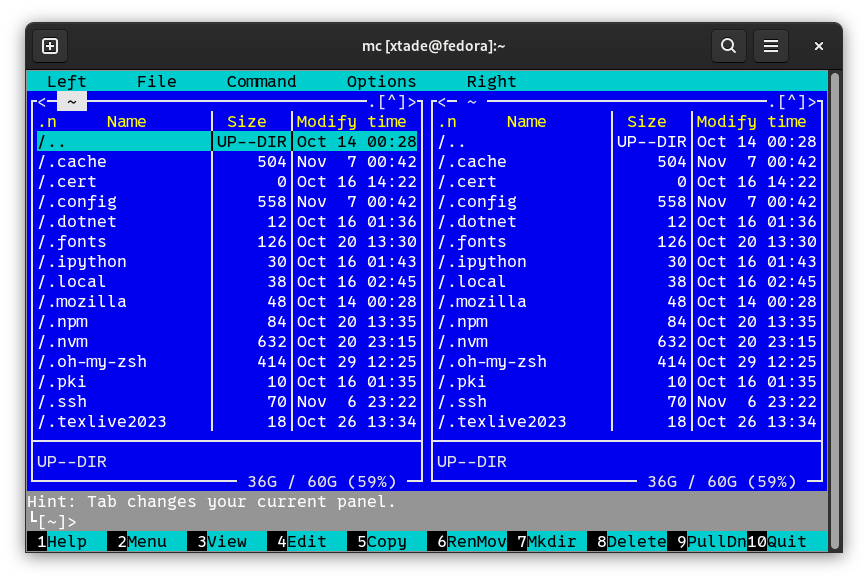 mc [xtade@fedora]:~
Left File Command Options Right
<─ ~ ─.[^]>
.n Name Size Modify time
/.. UP--DIR Oct 14 00:28
/.cache 504 Nov 7 00:42
/.cert 0 Oct 16 14:22
/.config 558 Nov 7 00:42
/.dotnet 12 Oct 16 01:36
/.fonts 126 Oct 20 13:30
/.ipython 30 Oct 16 01:43
/.local 38 Oct 16 02:45
/.mozilla 48 Oct 14 00:28
/.npm 84 Oct 20 13:35
/.nvm 632 Oct 20 23:15
/.oh-my-zsh 414 Oct 29 12:25
/.pki 10 Oct 16 01:35
/.ssh 70 Nov 6 23:22
/.texlive2023 18 Oct 26 13:34
UP--DIR
36G / 60G (59%)
<─ ~ ─.[^]>
.n Name Size Modify time
/.. UP--DIR Oct 14 00:28
/.cache 504 Nov 7 00:42
/.cert 0 Oct 16 14:22
/.config 558 Nov 7 00:42
/.dotnet 12 Oct 16 01:36
/.fonts 126 Oct 20 13:30
/.ipython 30 Oct 16 01:43
/.local 38 Oct 16 02:45
/.mozilla 48 Oct 14 00:28
/.npm 84 Oct 20 13:35
/.nvm 632 Oct 20 23:15
/.oh-my-zsh 414 Oct 29 12:25
/.pki 10 Oct 16 01:35
/.ssh 70 Nov 6 23:22
/.texlive2023 18 Oct 26 13:34
UP--DIR
36G / 60G (59%)
Hint: Tab changes your current panel.
└[~]>
1Help 2Menu 3View 4Edit 5Copy 6RenMov 7Mkdir 8Delete 9PullDn 10Quit